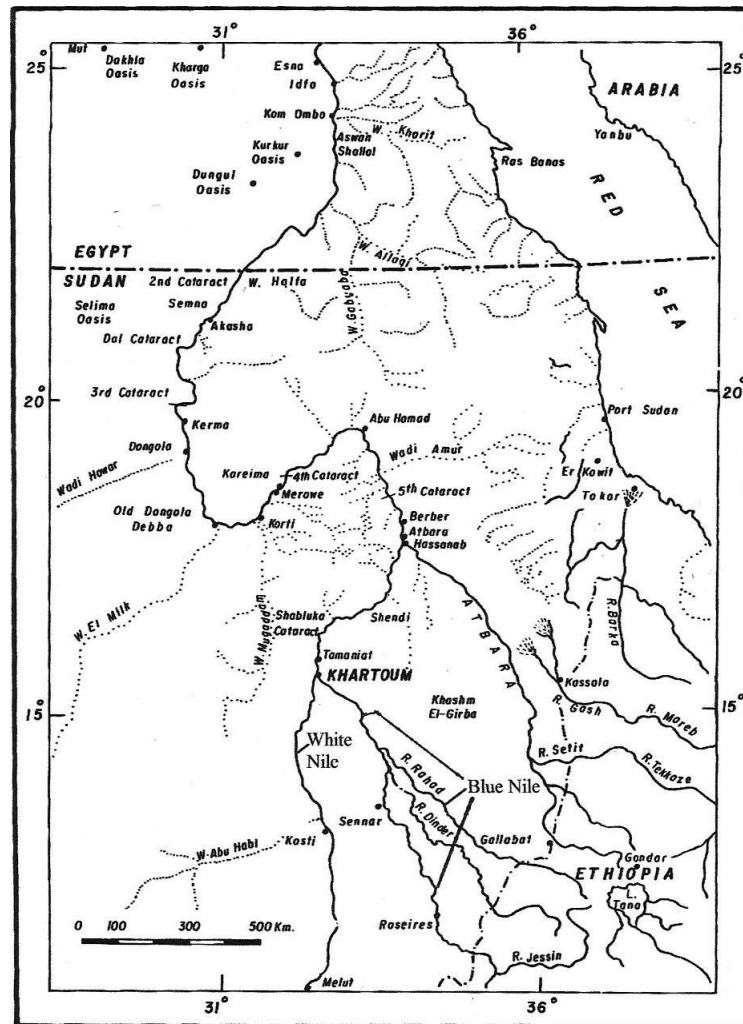 31°
36°
25°
Mut
Dakhla
Oasis
Kharga
Oasis
Esna
Idfo
Kom Ombo
W. Kharit
Aswan
Shallal
Kurkur
Oasis
Dungul
Oasis
Ras Banas
ARABIA
Yanbu
RED
SEA
EGYPT
SUDAN
W. Allaqi
2nd Cataract
W. Halfa
W. Gabgaba
Semna
Selima
Oasis
Akasha
Dal Cataract
20°
20°
3rd Cataract
Kerma
Dongola
Wadi Howar
Abu Hamad
Port Sudan
Wadi Amur
Kareima
4th Cataract
Merowe
5th Cataract
Er Kowit
Tokar
Old Dongola
Debba
Korti
Berber
Atbara
Hassanab
W. El Milk
W. Mugaddam
Shabluka
Cataract
Shendi
ATBARA
R. Barka
Tamaniat
KHARTOUM
Kassala
15°
15°
Khashm
El-Girba
R. Gash
R. Mareb
White
Nile
R. Setit
R. Tekkaze
R. Rahad
Blue Nile
R. Dinder
Sennar
Gallabat
Kosti
W. Abu Habl
Gondar
ETHIOPIA
L.
Tana
0 100 300 500 Km.
Roseires
R. Jessin
Melut
31°
36°